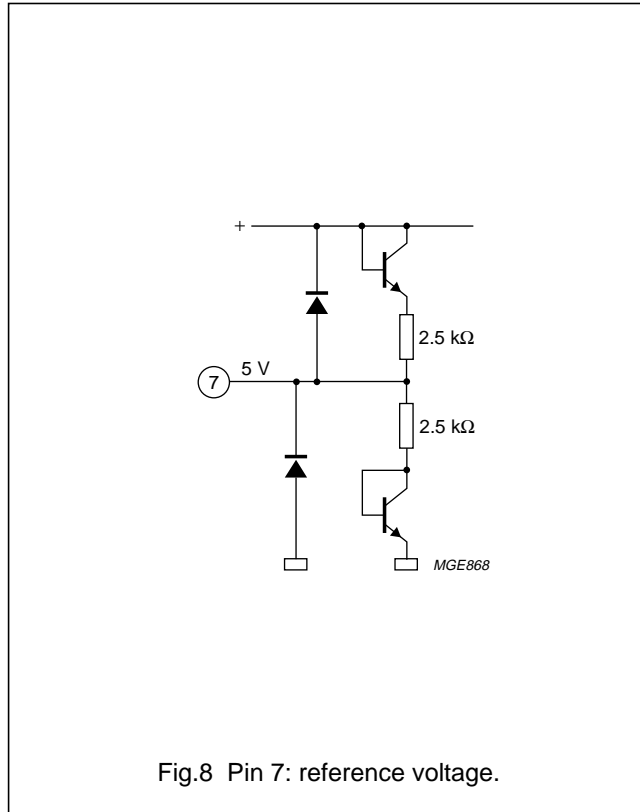 +
2.5 kΩ
7 5 V
2.5 kΩ
MGE868
Fig.8 Pin 7: reference voltage.